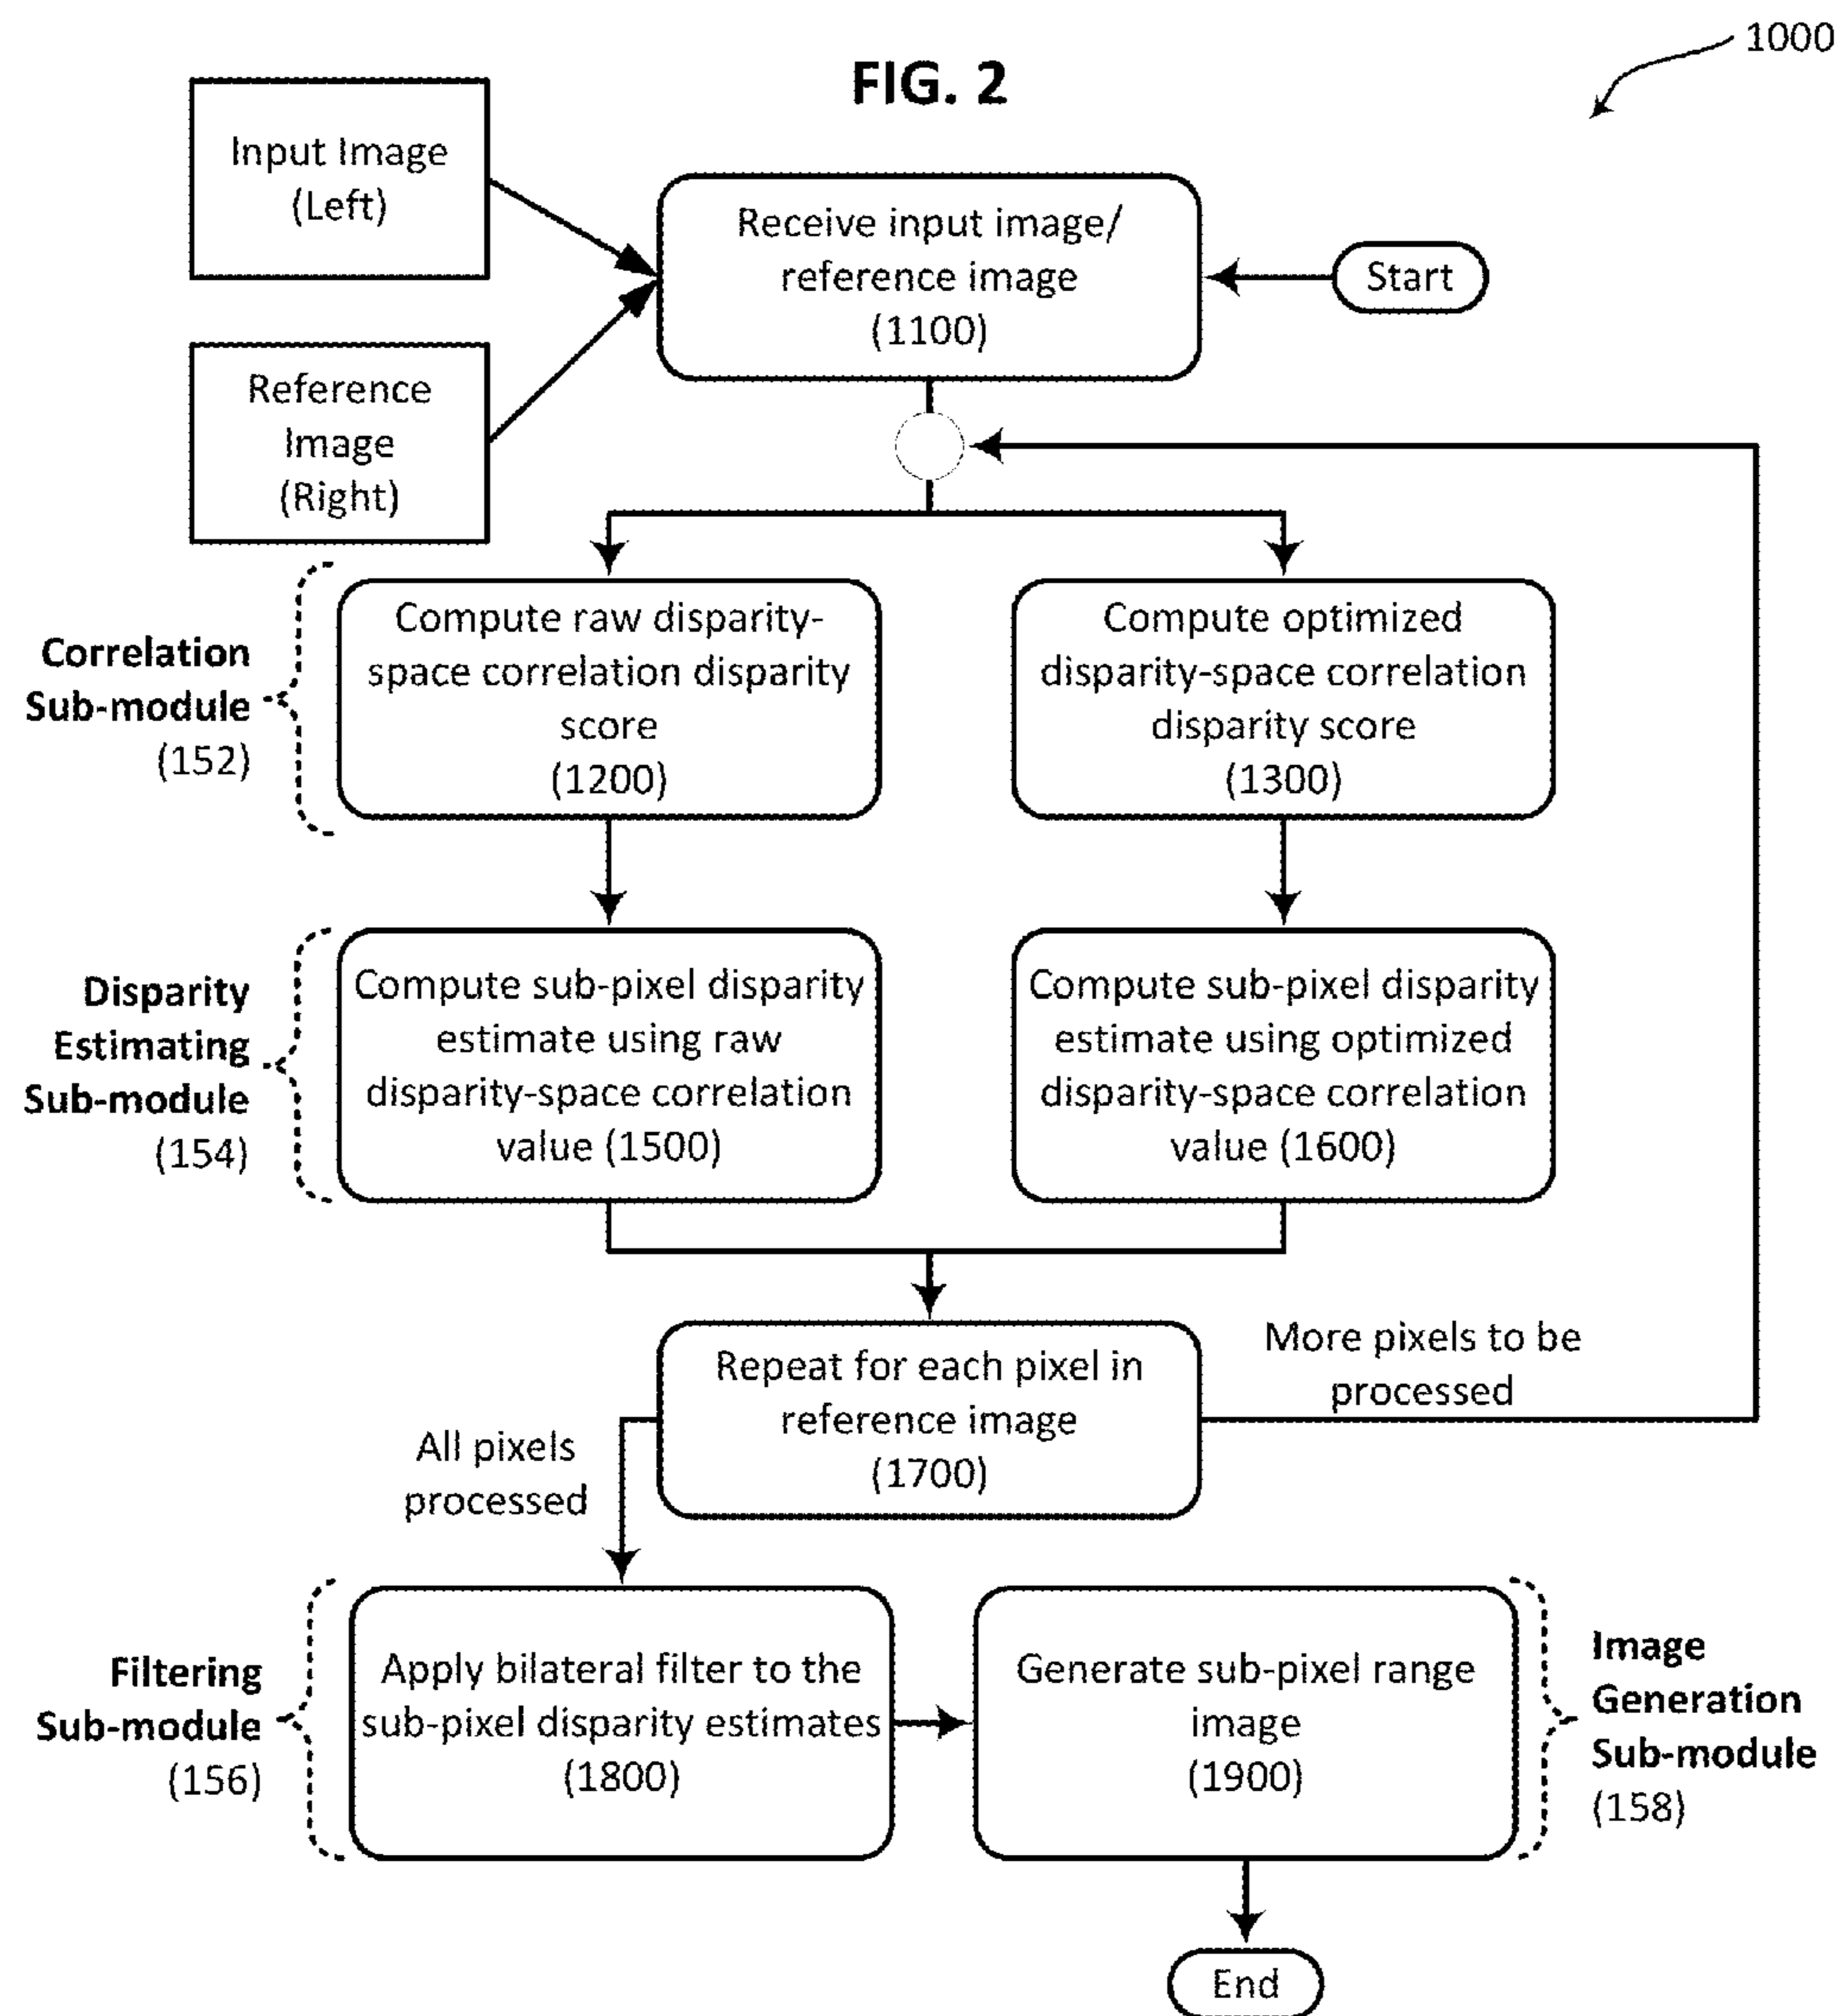 1000
FIG. 2
Input Image
(Left)
Receive input image/
reference image
(1100)
Start
Reference
Image
(Right)
Correlation
Sub-module
(152)
Compute raw disparity-
space correlation disparity
score
(1200)
Compute optimized
disparity-space correlation
disparity score
(1300)
Disparity
Estimating
Sub-module
(154)
Compute sub-pixel disparity
estimate using raw
disparity-space correlation
value (1500)
Compute sub-pixel disparity
estimate using optimized
disparity-space correlation
value (1600)
Repeat for each pixel in
reference image
(1700)
More pixels to be
processed
All pixels
processed
Filtering
Sub-module
(156)
Apply bilateral filter to the
sub-pixel disparity estimates
(1800)
Generate sub-pixel range
image
(1900)
Image
Generation
Sub-module
(158)
End